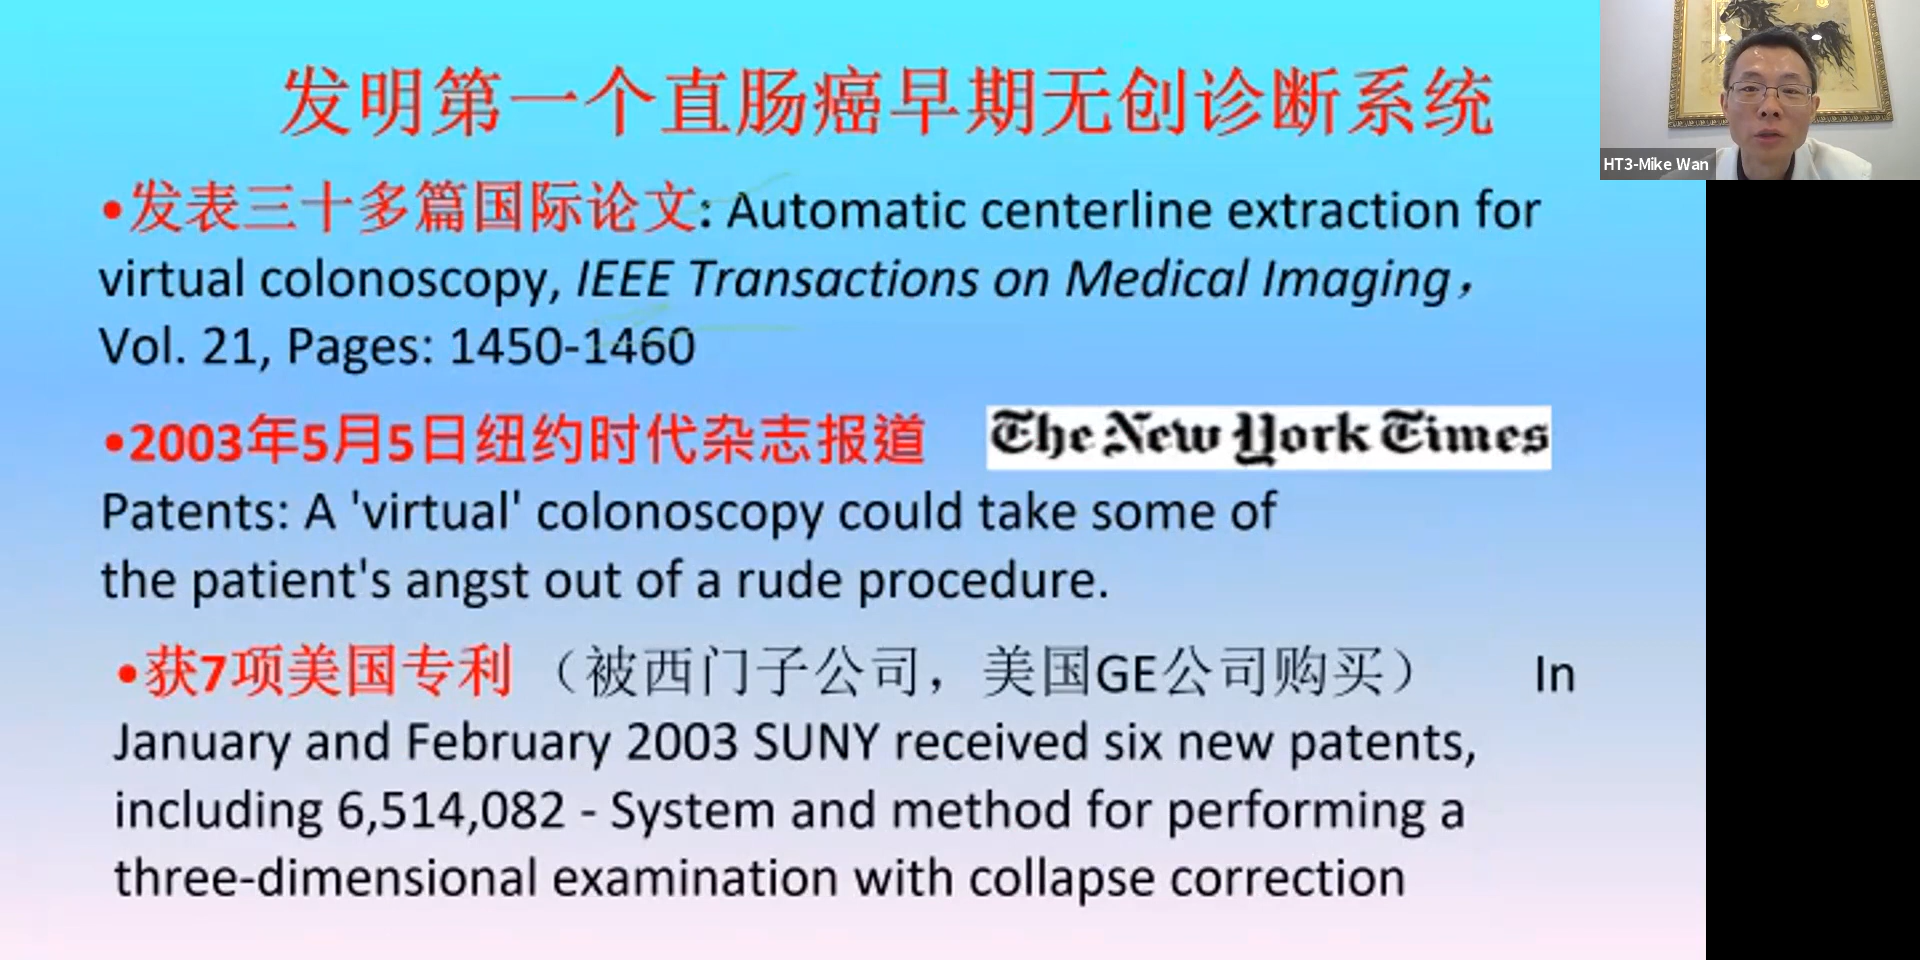 发明第一个直肠癌早期无创诊断系统
•发表三十多篇国际论文: Automatic centerline extraction for
virtual colonoscopy, IEEE Transactions on Medical Imaging，
Vol. 21, Pages: 1450-1460
•2003年5月5日纽约时代杂志报道 The New York Times
Patents: A 'virtual' colonoscopy could take some of
the patient's angst out of a rude procedure.
•获7项美国专利（被西门子公司，美国GE公司购买） In
January and February 2003 SUNY received six new patents,
including 6,514,082 - System and method for performing a
three-dimensional examination with collapse correction
HT3-Mike Wan